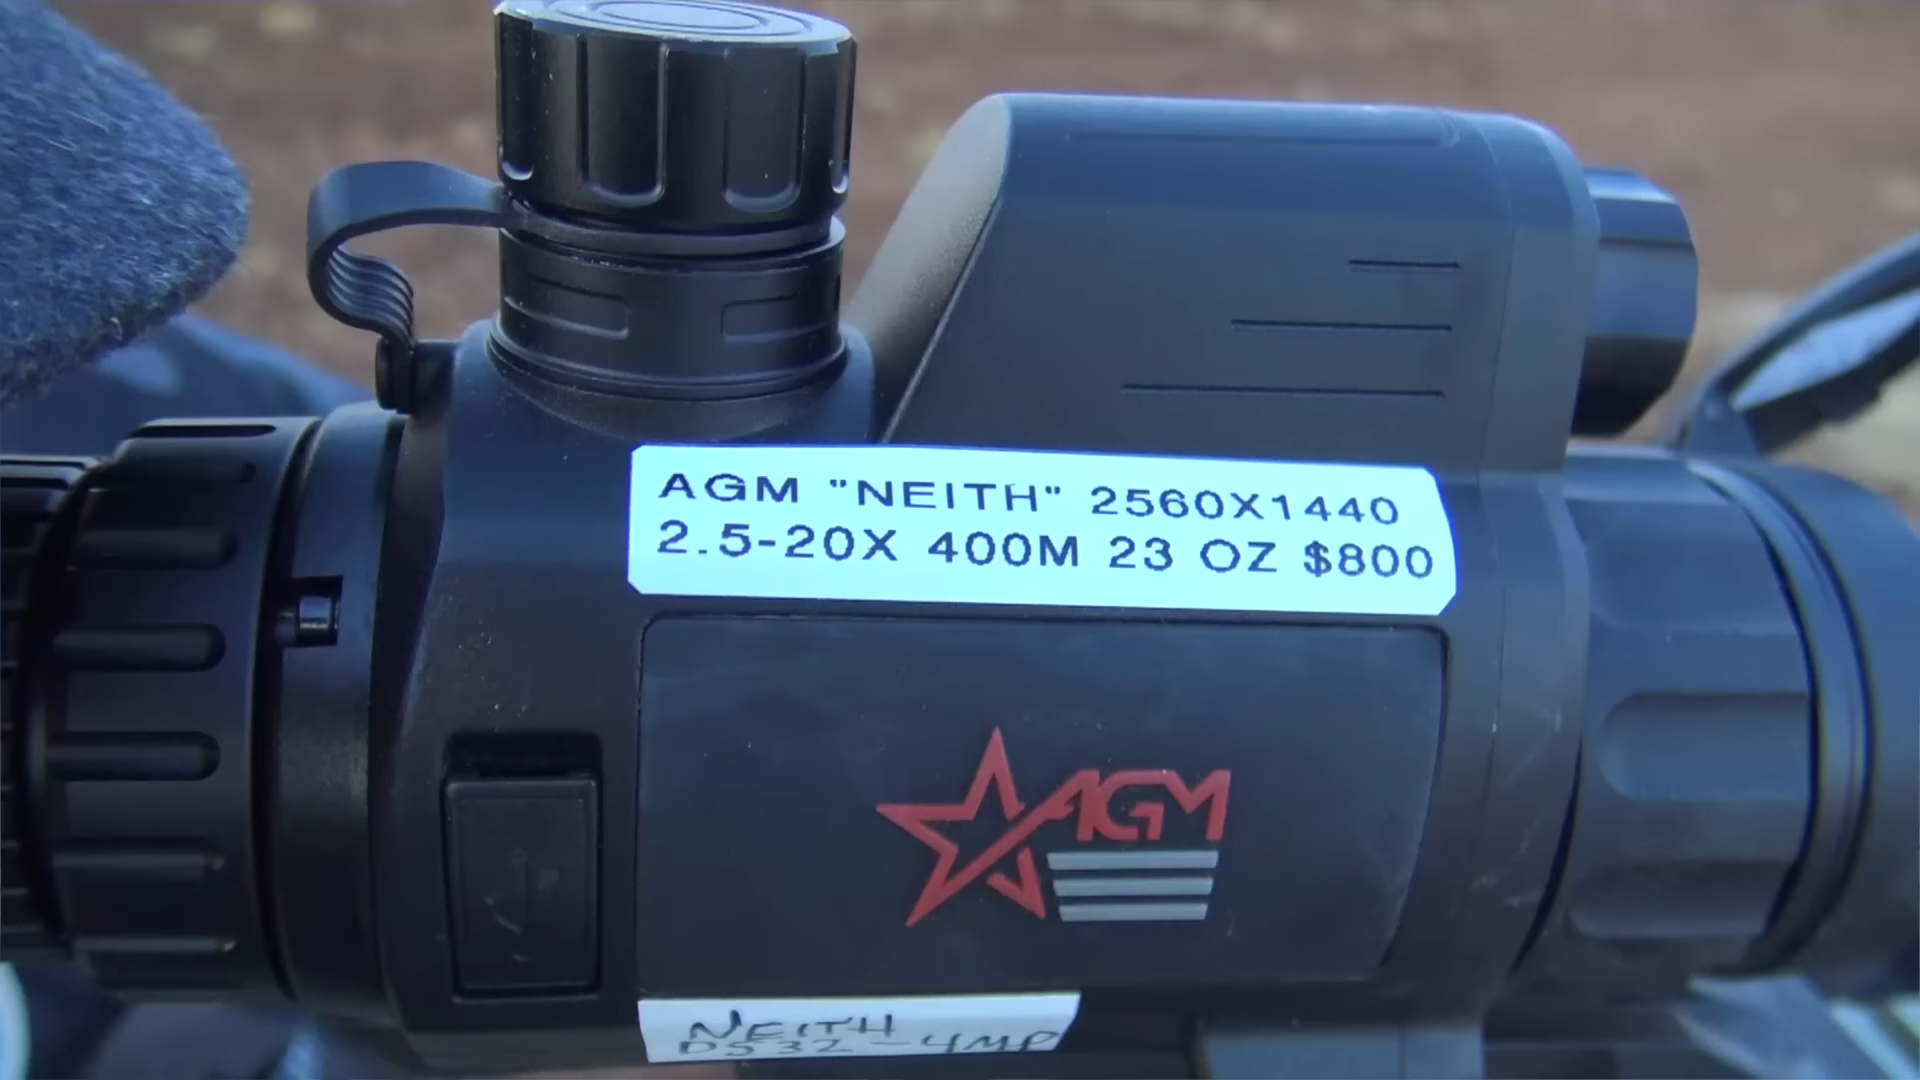 AGM "NEITH" 2560X1440
2.5-20X 400M 23 OZ $800
AGM
NEITH
DS32-4MP